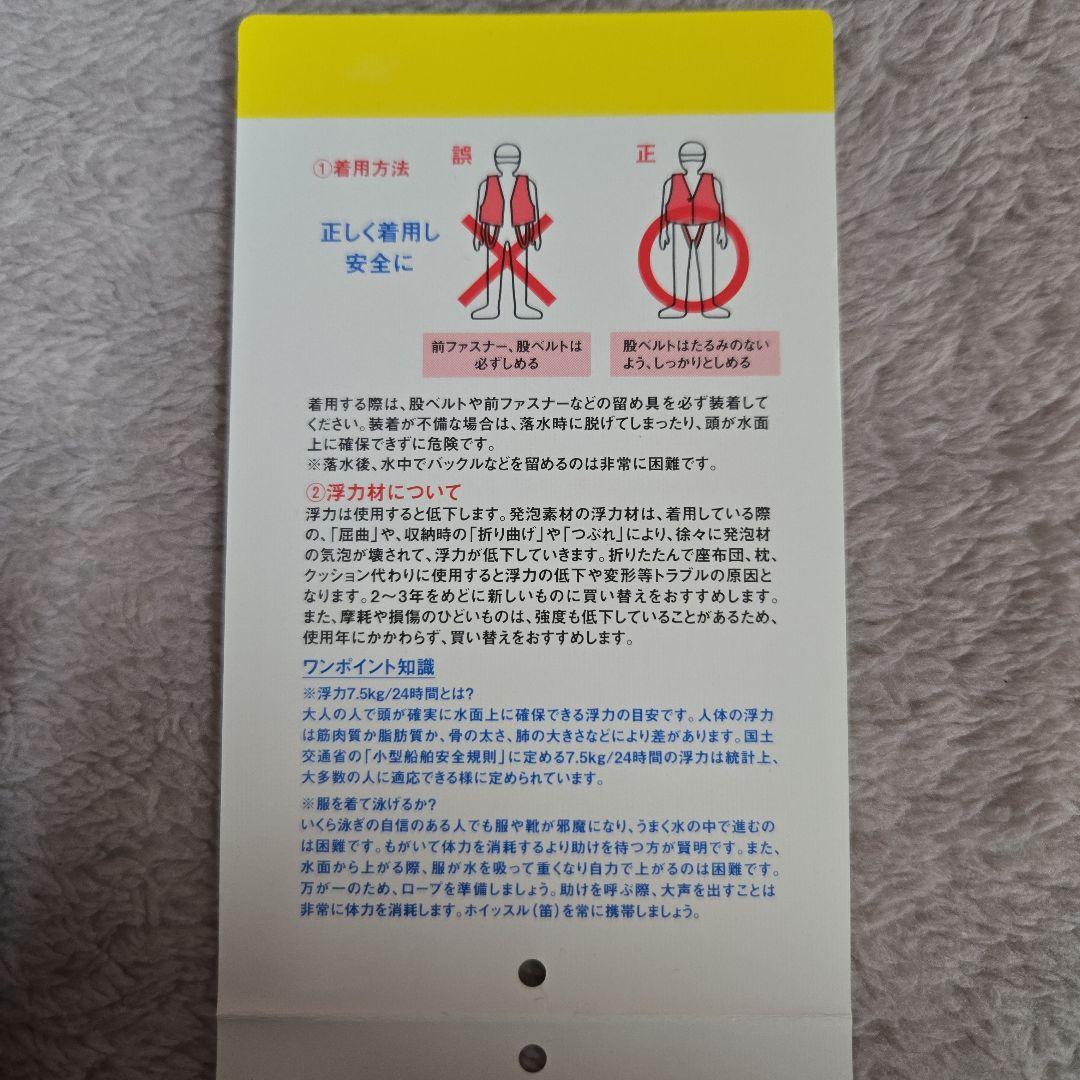 ①着用方法
誤
正
正しく着用し
安全に
前ファスナー、股ベルトは
必ずしめる
股ベルトはたるみのない
よう、しっかりとしめる
着用する際は、股ベルトや前ファスナーなどの留め具を必ず装着して
ください。装着が不備な場合は、落水時に脱げてしまったり、頭が水面
上に確保できずに危険です。
※落水後、水中でバックルなどを留めるのは非常に困難です。
②浮力材について
浮力は使用すると低下します。発泡素材の浮力材は、着用している際
の、「屈曲」や、収納時の「折り曲げ」や「つぶれ」により、徐々に発泡材
の気泡が壊されて、浮力が低下していきます。折りたたんで座布団、枕、
クッション代わりに使用すると浮力の低下や変形等トラブルの原因と
なります。2〜3年をめどに新しいものに買い替えをおすすめします。
また、摩耗や損傷のひどいものは、強度も低下していることがあるため、
使用年にかかわらず、買い替えをおすすめします。
ワンポイント知識
※浮力7.5kg/24時間とは?
大人の人で頭が確実に水面上に確保できる浮力の目安です。人体の浮力
は筋肉質か脂肪質か、骨の太さ、肺の大きさなどにより差があります。国土
交通省の「小型船舶安全規則」に定める7.5kg/24時間の浮力は統計上、
大多数の人に適応できる様に定められています。
※服を着て泳げるか?
いくら泳ぎの自信のある人でも服や靴が邪魔になり、うまく水の中で進むの
は困難です。もがいて体力を消耗するより助けを待つ方が賢明です。また、
水面から上がる際、服が水を吸って重くなり自力で上がるのは困難です。
万が一のため、ロープを準備しましょう。助けを呼ぶ際、大声を出すことは
非常に体力を消耗します。ホイッスル(笛)を常に携帯しましょう。